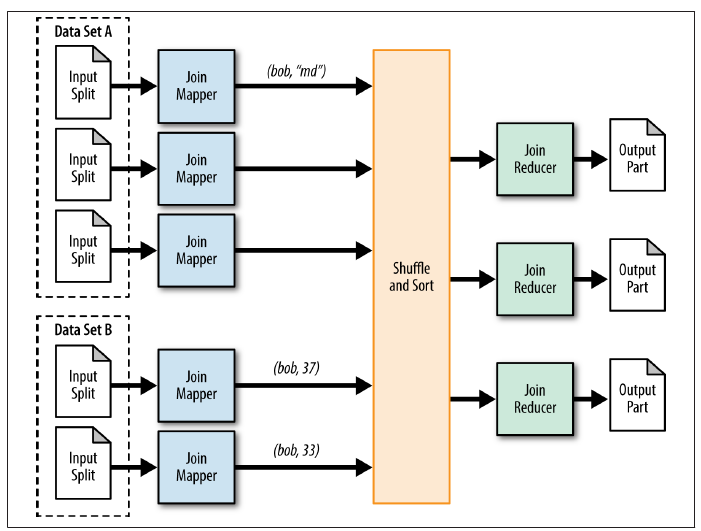 Data Set A
Input
Split
Join
Mapper
(bob, “md”)
Input
Split
Join
Mapper
Input
Split
Join
Mapper
Data Set B
Input
Split
Join
Mapper
(bob, 37)
Input
Split
Join
Mapper
(bob, 33)
Shuffle
and Sort
Join
Reducer
Output
Part
Join
Reducer
Output
Part
Join
Reducer
Output
Part